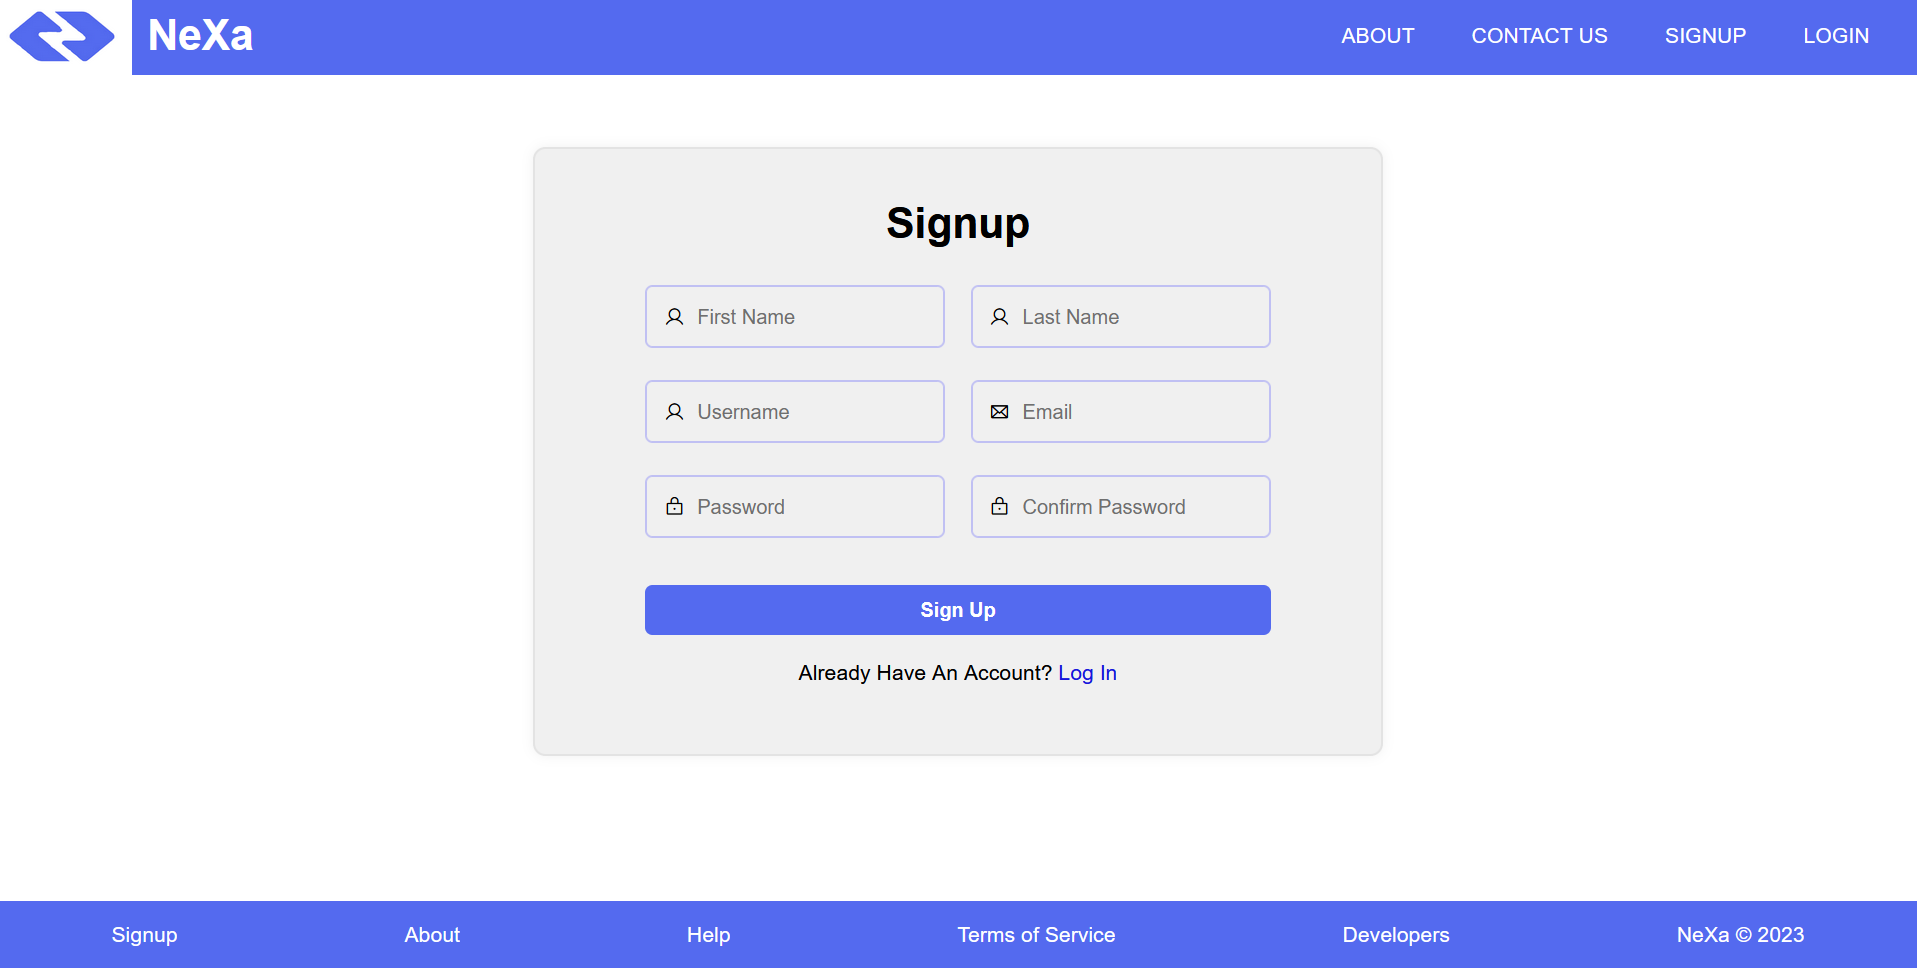 NeXa
ABOUT CONTACT US SIGNUP LOGIN
Signup
First Name Last Name
Username Email
Password Confirm Password
Sign Up
Already Have An Account? Log In
Signup About Help Terms of Service Developers NeXa © 2023